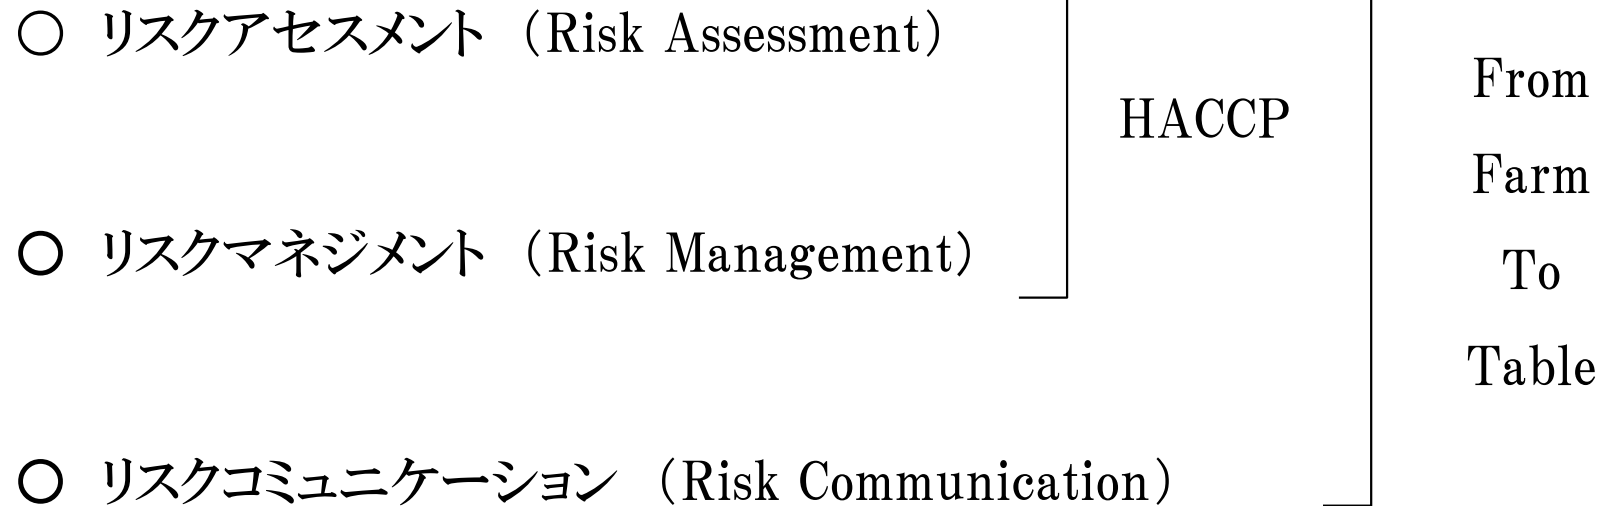 ○ リスクアセスメント（Risk Assessment）
HACCP
○ リスクマネジメント（Risk Management）
○ リスクコミュニケーション（Risk Communication）
From
Farm
To
Table